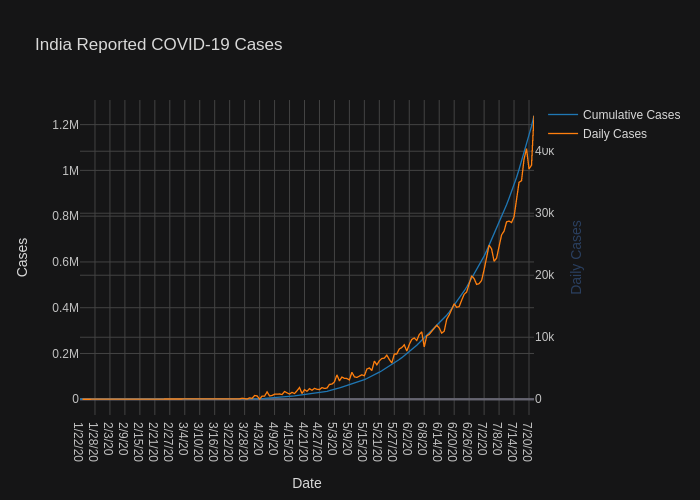 India Reported COVID-19 Cases
Cumulative Cases
Daily Cases
1.2M
1M
0.8M
0.6M
0.4M
0.2M
0
40k
30k
20k
10k
0
Cases
Daily Cases
1/22/20
1/28/20
2/3/20
2/9/20
2/15/20
2/21/20
2/27/20
3/4/20
3/10/20
3/16/20
3/22/20
3/28/20
4/3/20
4/9/20
4/15/20
4/21/20
4/27/20
5/3/20
5/9/20
5/15/20
5/21/20
5/27/20
6/2/20
6/8/20
6/14/20
6/20/20
6/26/20
7/2/20
7/8/20
7/14/20
7/20/20
Date